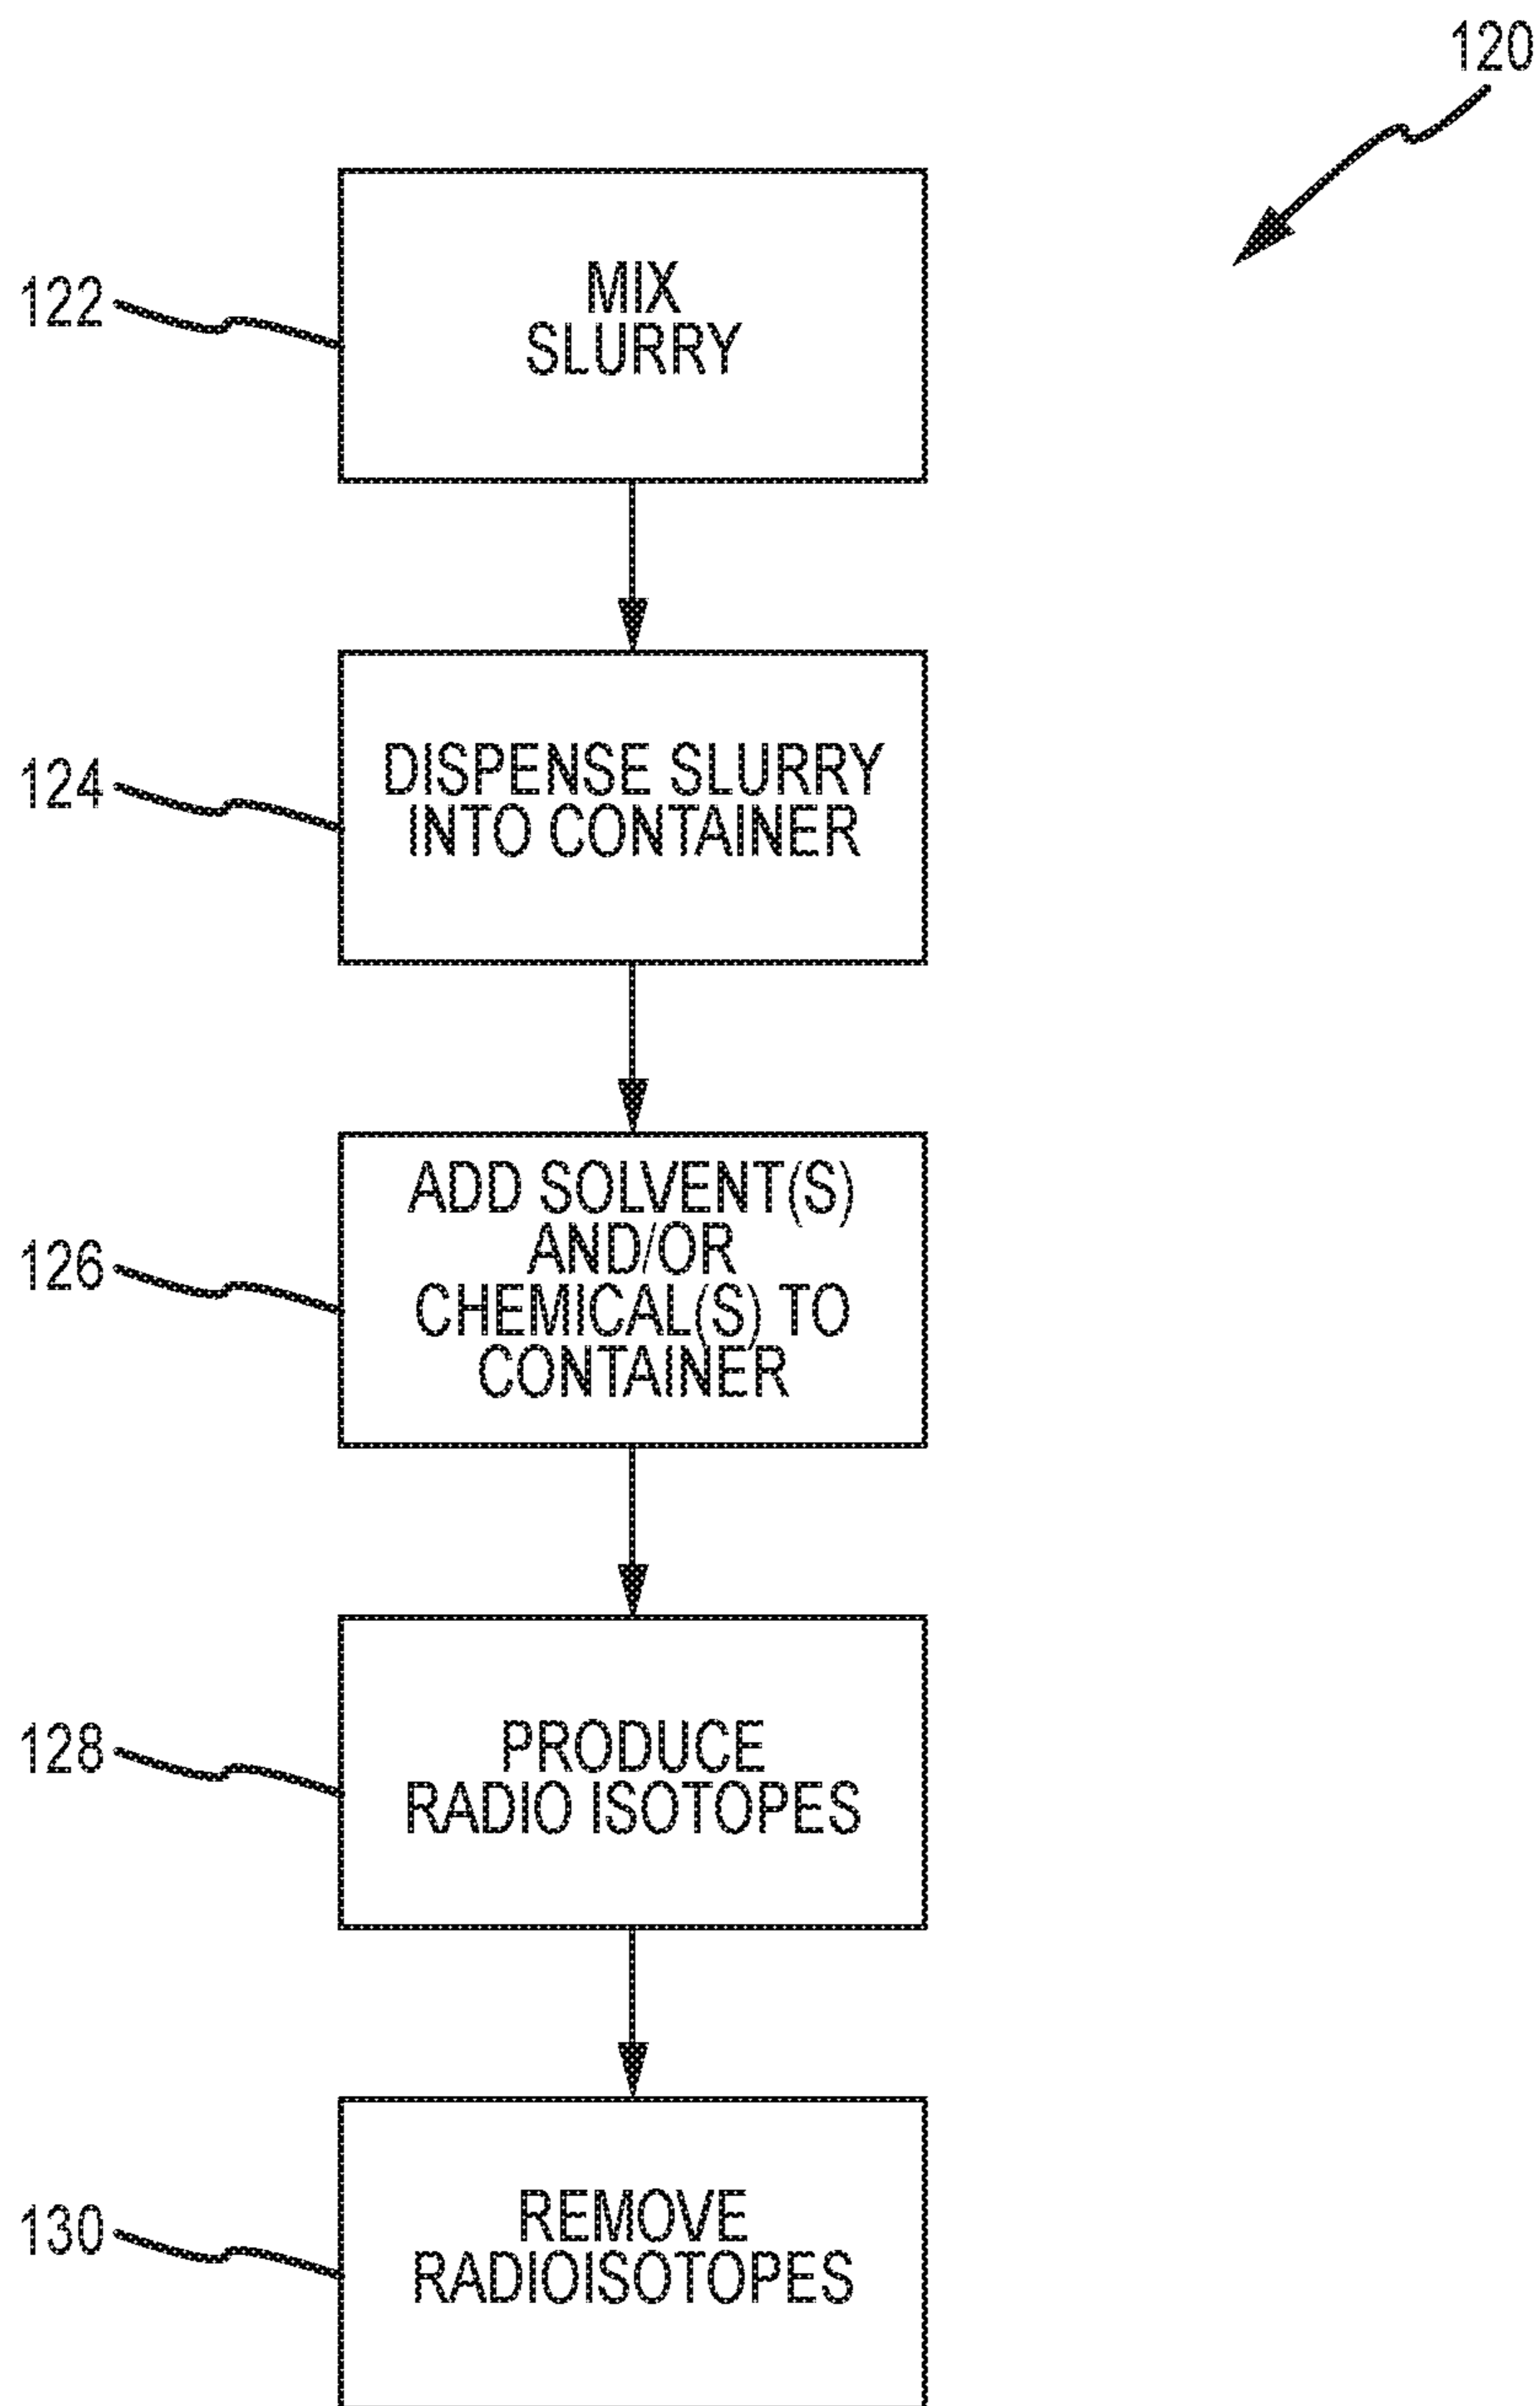 120
122
MIX
SLURRY
124
DISPENSE SLURRY
INTO CONTAINER
126
ADD SOLVENT(S)
AND/OR
CHEMICAL(S) TO
CONTAINER
128
PRODUCE
RADIO ISOTOPES
130
REMOVE
RADIOISOTOPES